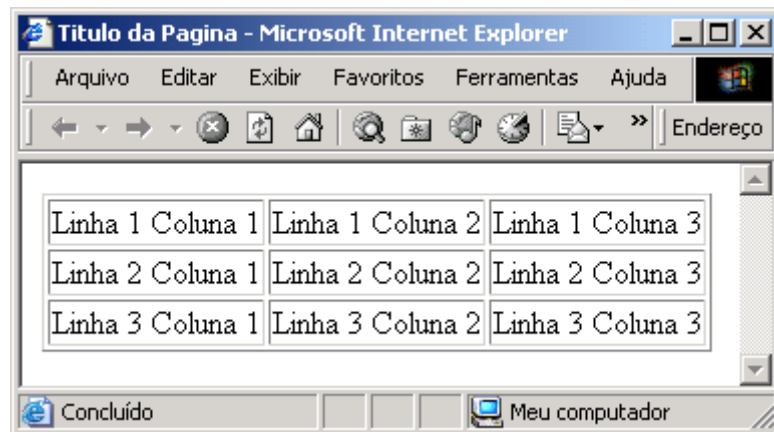 Titulo da Pagina - Microsoft Internet Explorer
Arquivo Editar Exibir Favoritos Ferramentas Ajuda
Endereço
Linha 1 Coluna 1 Linha 1 Coluna 2 Linha 1 Coluna 3
Linha 2 Coluna 1 Linha 2 Coluna 2 Linha 2 Coluna 3
Linha 3 Coluna 1 Linha 3 Coluna 2 Linha 3 Coluna 3
Concluído Meu computador